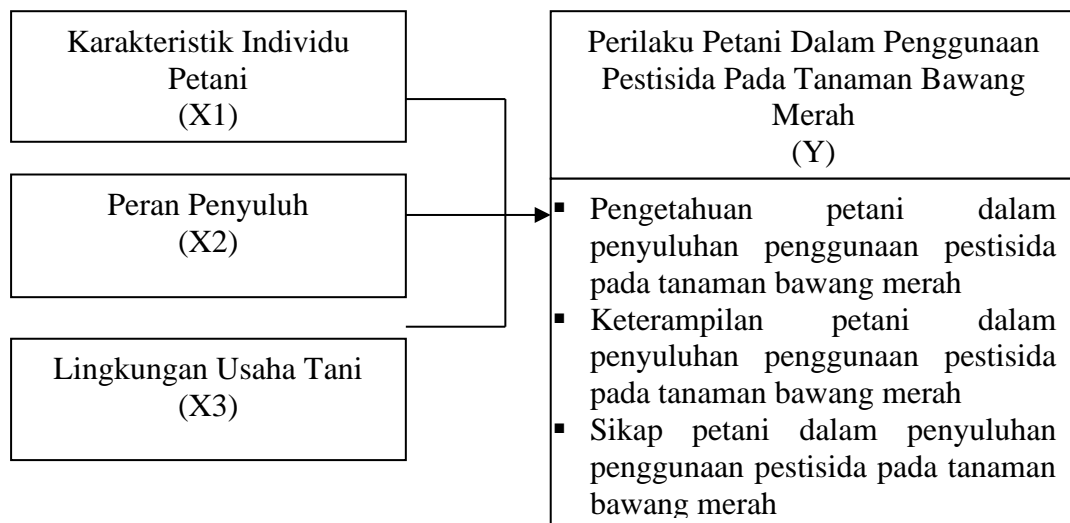 Karakteristik Individu
Petani
(X1)
Peran Penyuluh
(X2)
Lingkungan Usaha Tani
(X3)
Perilaku Petani Dalam Penggunaan
Pestisida Pada Tanaman Bawang
Merah
(Y)
▪ Pengetahuan petani dalam
penyuluhan penggunaan pestisida
pada tanaman bawang merah
▪ Keterampilan petani dalam
penyuluhan penggunaan pestisida
pada tanaman bawang merah
▪ Sikap petani dalam penyuluhan
penggunaan pestisida pada tanaman
bawang merah